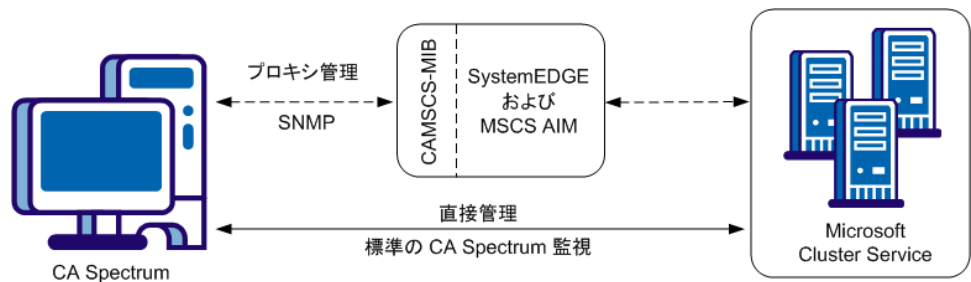 プロキシ管理
SNMP
CAMSCS-MIB
SystemEDGE
および
MSCS AIM
直接管理
標準の CA Spectrum 監視
CA Spectrum
Microsoft
Cluster Service